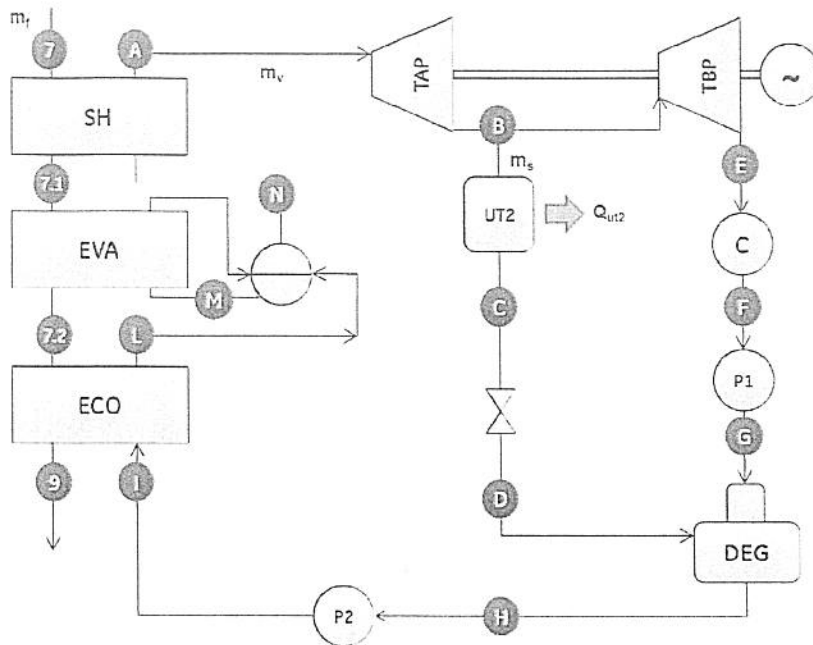 m_f
7
A
m_v
TAP
TBP
~
SH
B
E
7.1
N
m_s
UT2
Q_ut2
C
EVA
M
C
F
7.2
L
P1
ECO
G
9
I
D
DEG
P2
H